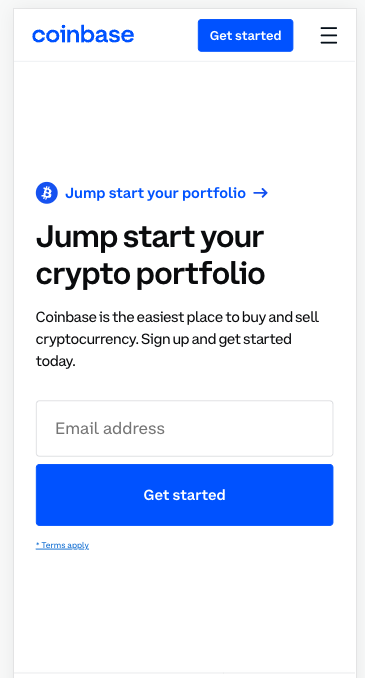 coinbase
Get started
Jump start your portfolio →
Jump start your
crypto portfolio
Coinbase is the easiest place to buy and sell
cryptocurrency. Sign up and get started
today.
Email address
Get started
* Terms apply